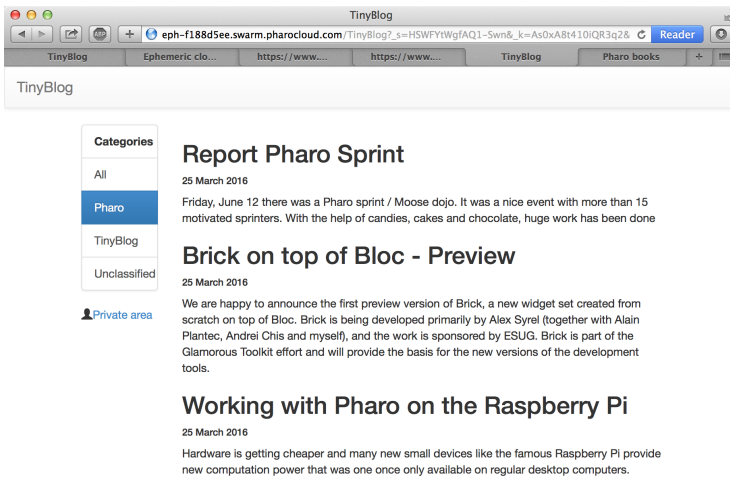 TinyBlog
eph-f188d5ee.swarm.pharocloud.com/TinyBlog?_s=HSWFYtWgfAQ1-Swn&_k=As0xA8t410iQR3q2&
Reader
ABP
TinyBlog
Ephemeric clo...
https://www....
https://www....
TinyBlog
Pharo books
TinyBlog
Categories
All
Pharo
TinyBlog
Unclassified
Private area
Report Pharo Sprint
25 March 2016
Friday, June 12 there was a Pharo sprint / Moose dojo. It was a nice event with more than 15
motivated sprinters. With the help of candies, cakes and chocolate, huge work has been done
Brick on top of Bloc - Preview
25 March 2016
We are happy to announce the first preview version of Brick, a new widget set created from
scratch on top of Bloc. Brick is being developed primarily by Alex Syrel (together with Alain
Plantec, Andrei Chis and myself), and the work is sponsored by ESUG. Brick is part of the
Glamorous Toolkit effort and will provide the basis for the new versions of the development
tools.
Working with Pharo on the Raspberry Pi
25 March 2016
Hardware is getting cheaper and many new small devices like the famous Raspberry Pi provide
new computation power that was one once only available on regular desktop computers.